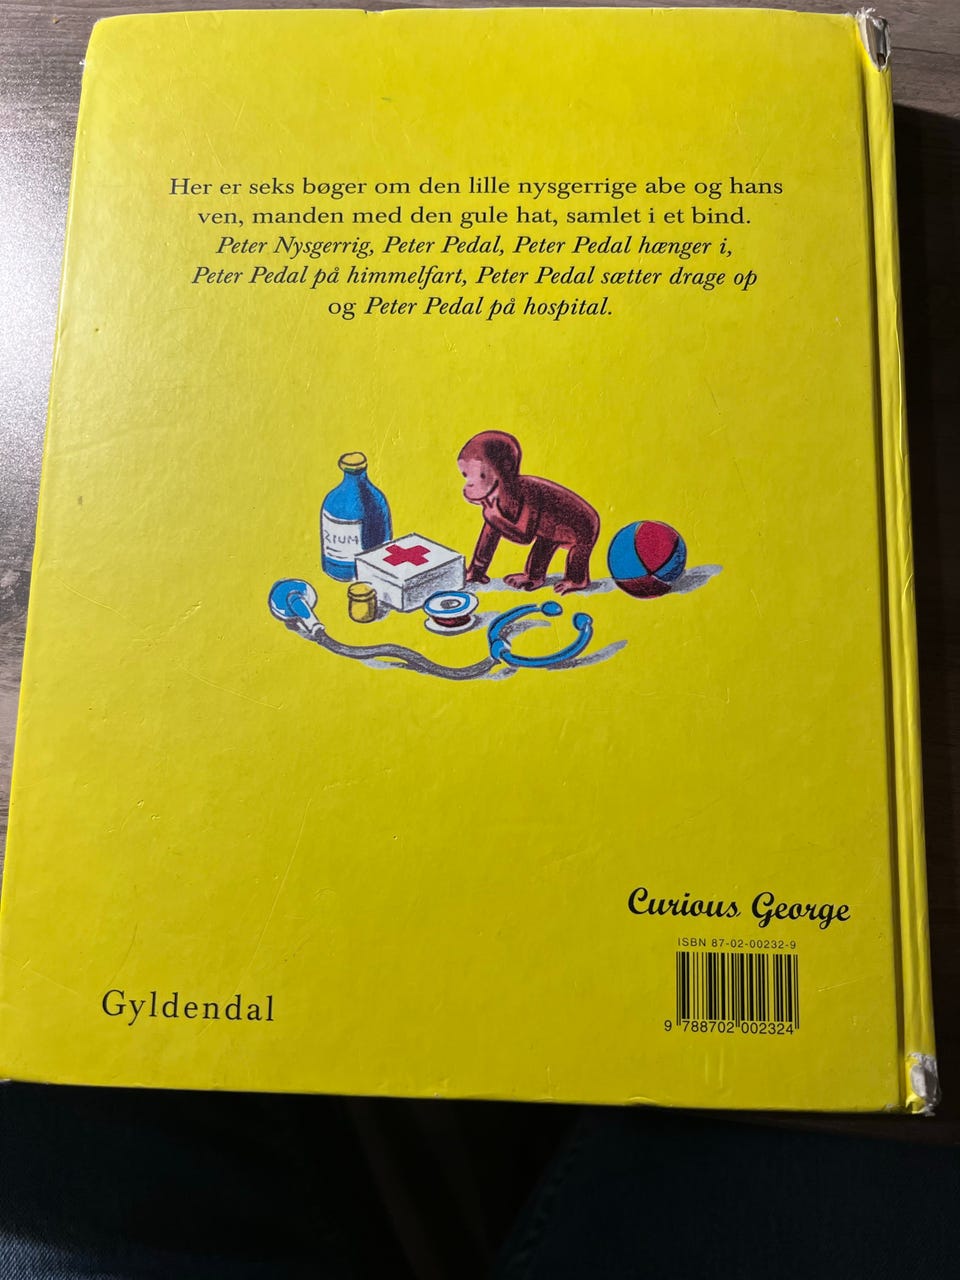 Her er seks bøger om den lille nysgerrige abe og hans
ven, manden med den gule hat, samlet i et bind.
Peter Nysgerrig, Peter Pedal, Peter Pedal hænger i,
Peter Pedal på himmelfart, Peter Pedal sætter drage op
og Peter Pedal på hospital.
RIUM
Curious George
ISBN 87-02-00232-9
Gyldendal
9 788702 002324